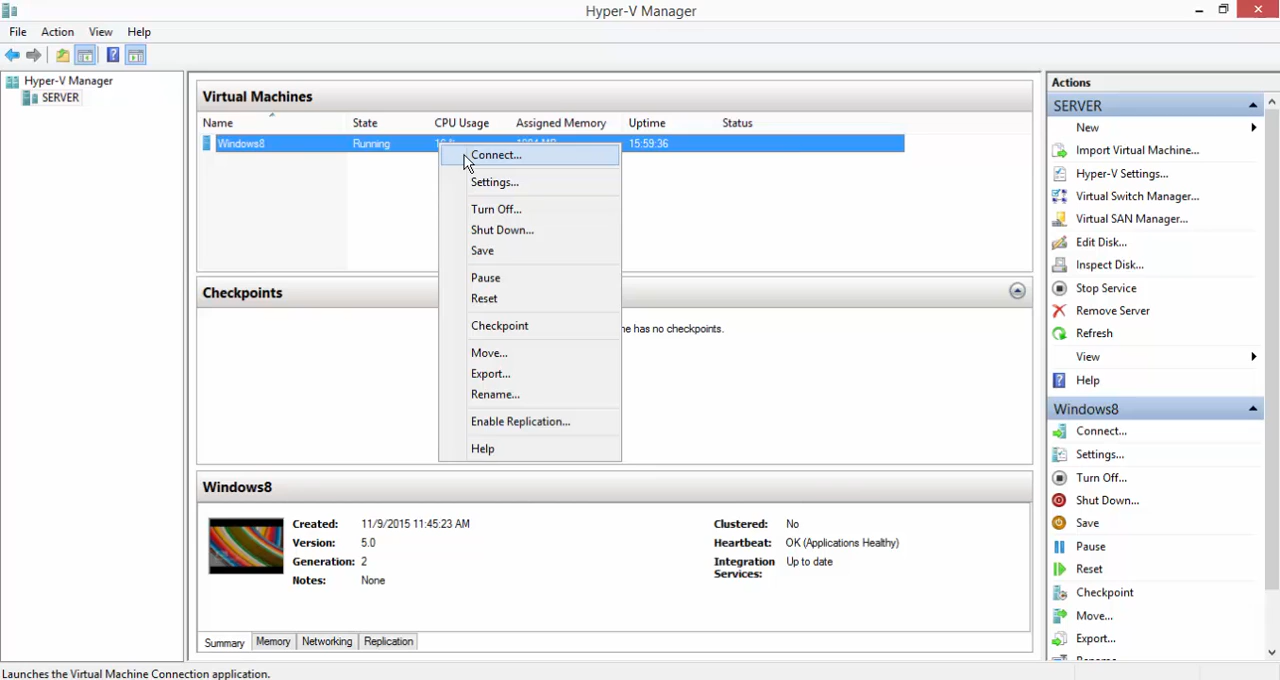 Hyper-V Manager
File Action View Help
Hyper-V Manager
SERVER
Virtual Machines
Name State CPU Usage Assigned Memory Uptime Status
Windows8 Running 15:59:36
Connect...
Settings...
Turn Off...
Shut Down...
Save
Pause
Reset
Checkpoint
Move...
Export...
Rename...
Enable Replication...
Help
Checkpoints
has no checkpoints.
Windows8
Created: 11/9/2015 11:45:23 AM
Version: 5.0
Generation: 2
Notes: None
Clustered: No
Heartbeat: OK (Applications Healthy)
Integration Services: Up to date
Summary Memory Networking Replication
Actions
SERVER
New
Import Virtual Machine...
Hyper-V Settings...
Virtual Switch Manager...
Virtual SAN Manager...
Edit Disk...
Inspect Disk...
Stop Service
Remove Server
Refresh
View
Help
Windows8
Connect...
Settings...
Turn Off...
Shut Down...
Save
Pause
Reset
Checkpoint
Move...
Export...
Launches the Virtual Machine Connection application.